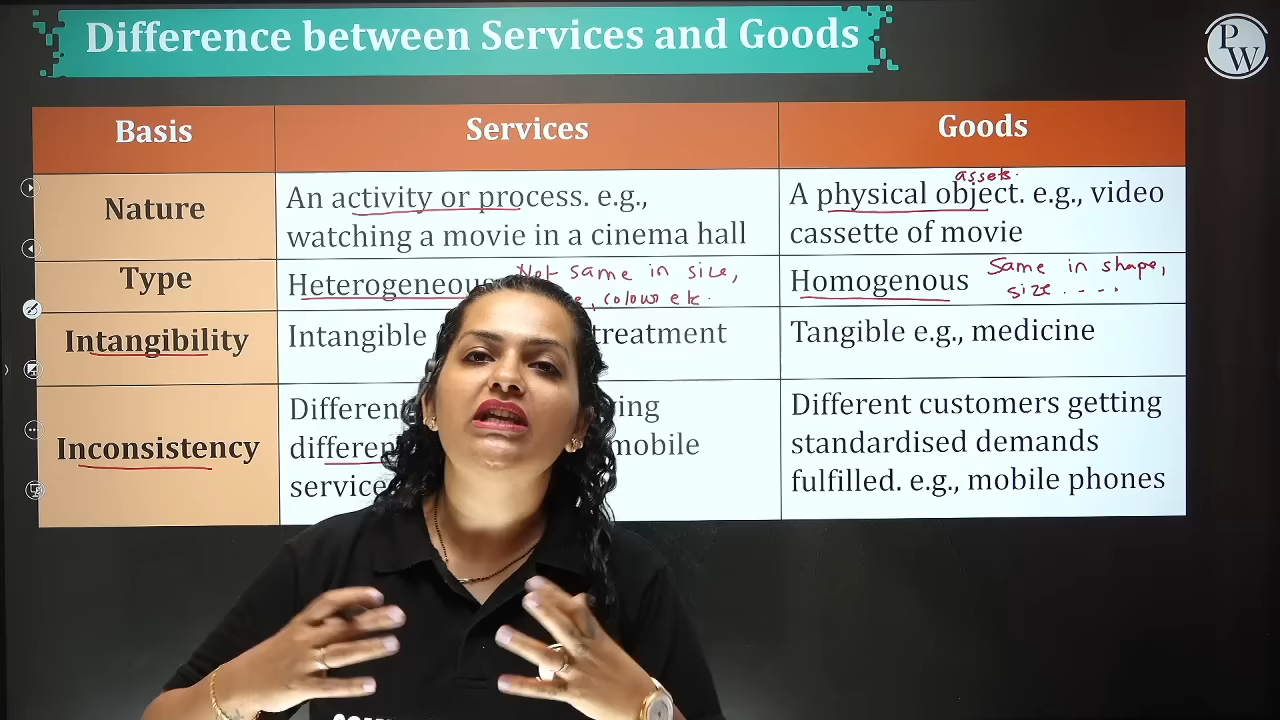 Difference between Services and Goods
PW
Basis
Services
Goods
Nature
An activity or process. e.g.,
watching a movie in a cinema hall
assets.
A physical object. e.g., video
cassette of movie
Type
Heterogeneous
Not same in size,
, colour etc.
Homogenous
Same in shape,
size....
Intangibility
Intangible
treatment
Tangible e.g., medicine
Inconsistency
Different
mobile
service
Different customers getting
standardised demands
fulfilled. e.g., mobile phones